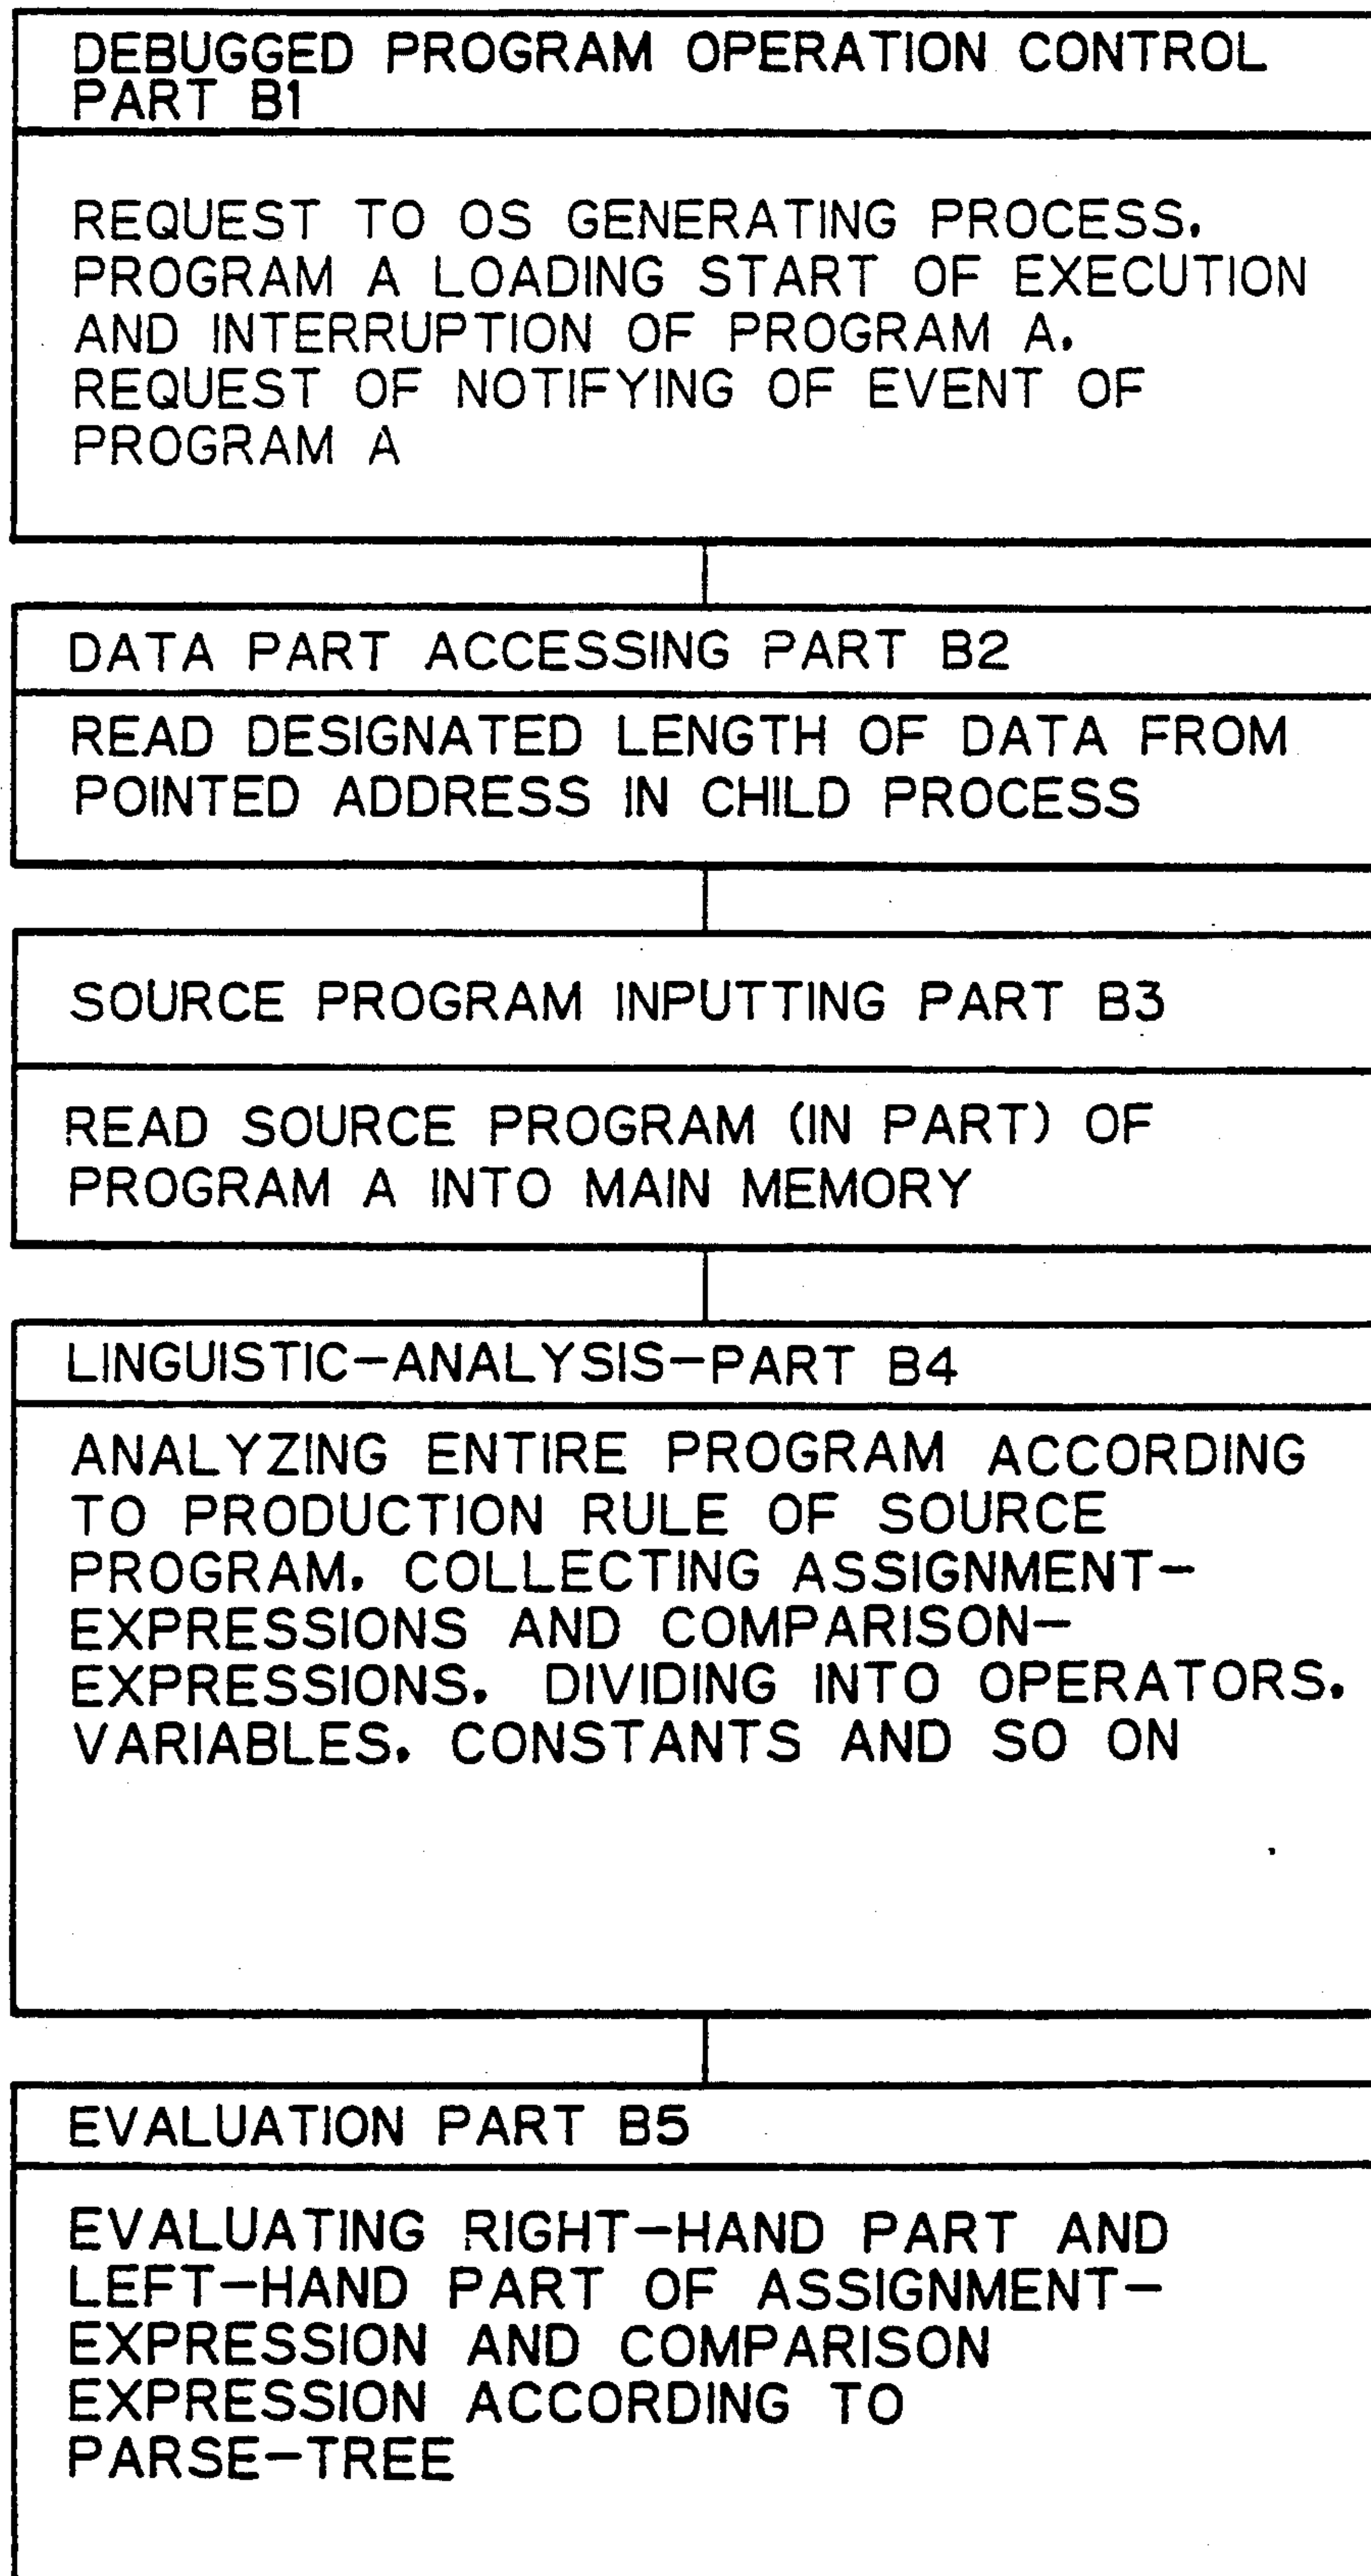 DEBUGGED PROGRAM OPERATION CONTROL
PART B1
REQUEST TO OS GENERATING PROCESS.
PROGRAM A LOADING START OF EXECUTION
AND INTERRUPTION OF PROGRAM A.
REQUEST OF NOTIFYING OF EVENT OF
PROGRAM A
DATA PART ACCESSING PART B2
READ DESIGNATED LENGTH OF DATA FROM
POINTED ADDRESS IN CHILD PROCESS
SOURCE PROGRAM INPUTTING PART B3
READ SOURCE PROGRAM (IN PART) OF
PROGRAM A INTO MAIN MEMORY
LINGUISTIC-ANALYSIS-PART B4
ANALYZING ENTIRE PROGRAM ACCORDING
TO PRODUCTION RULE OF SOURCE
PROGRAM. COLLECTING ASSIGNMENT-
EXPRESSIONS AND COMPARISON-
EXPRESSIONS. DIVIDING INTO OPERATORS.
VARIABLES. CONSTANTS AND SO ON
EVALUATION PART B5
EVALUATING RIGHT-HAND PART AND
LEFT-HAND PART OF ASSIGNMENT-
EXPRESSION AND COMPARISON
EXPRESSION ACCORDING TO
PARSE-TREE